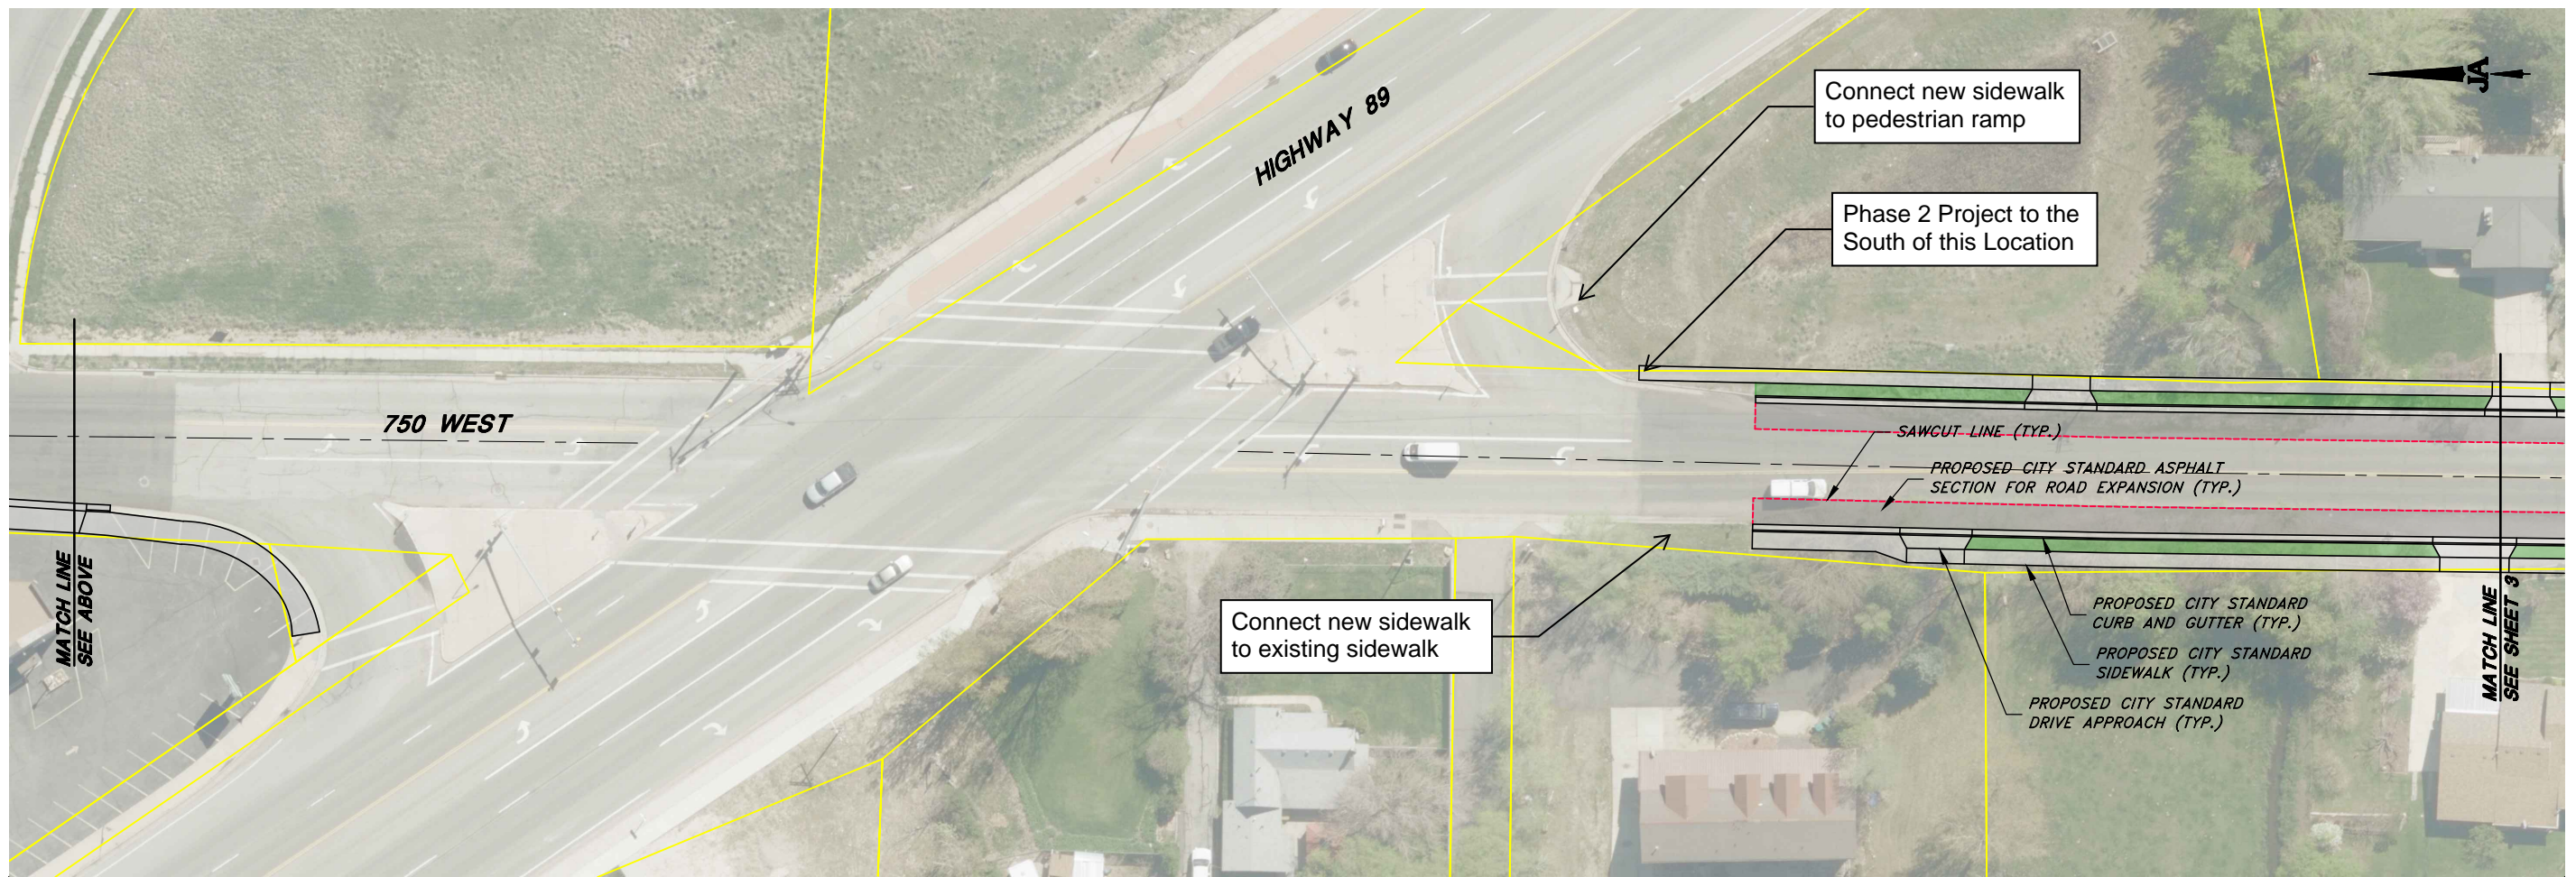 Connect new sidewalk
to pedestrian ramp
HIGHWAY 89
JA
Phase 2 Project to the
South of this Location
750 WEST
SAWCUT LINE (TYP.)
PROPOSED CITY STANDARD ASPHALT
SECTION FOR ROAD EXPANSION (TYP.)
MATCH LINE
SEE ABOVE
Connect new sidewalk
to existing sidewalk
PROPOSED CITY STANDARD
CURB AND GUTTER (TYP.)
PROPOSED CITY STANDARD
SIDEWALK (TYP.)
PROPOSED CITY STANDARD
DRIVE APPROACH (TYP.)
MATCH LINE
SEE SHEET 3